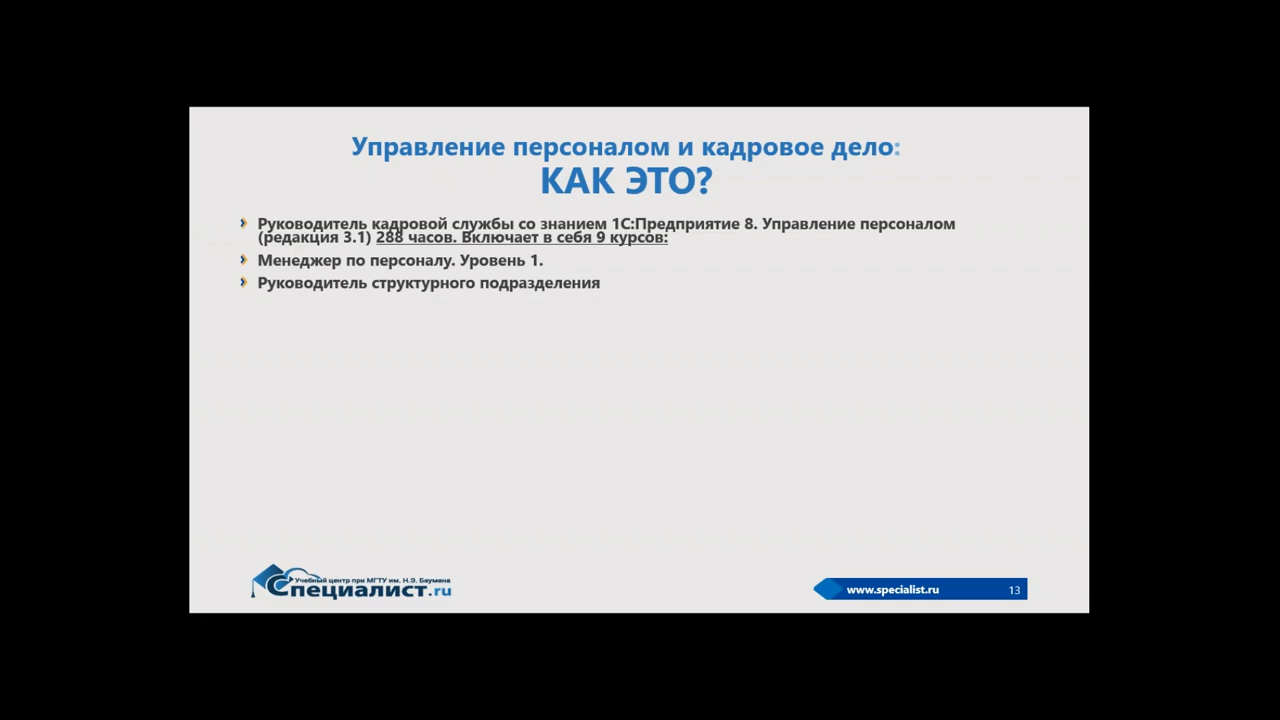 Управление персоналом и кадровое дело:
КАК ЭТО?
Руководитель кадровой службы со знанием 1С:Предприятие 8. Управление персоналом
(редакция 3.1) 288 часов. Включает в себя 9 курсов:
Менеджер по персоналу. Уровень 1.
Руководитель структурного подразделения
Учебный центр при МГТУ им. Н.Э. Баумана
Специалист.ru
www.specialist.ru 13